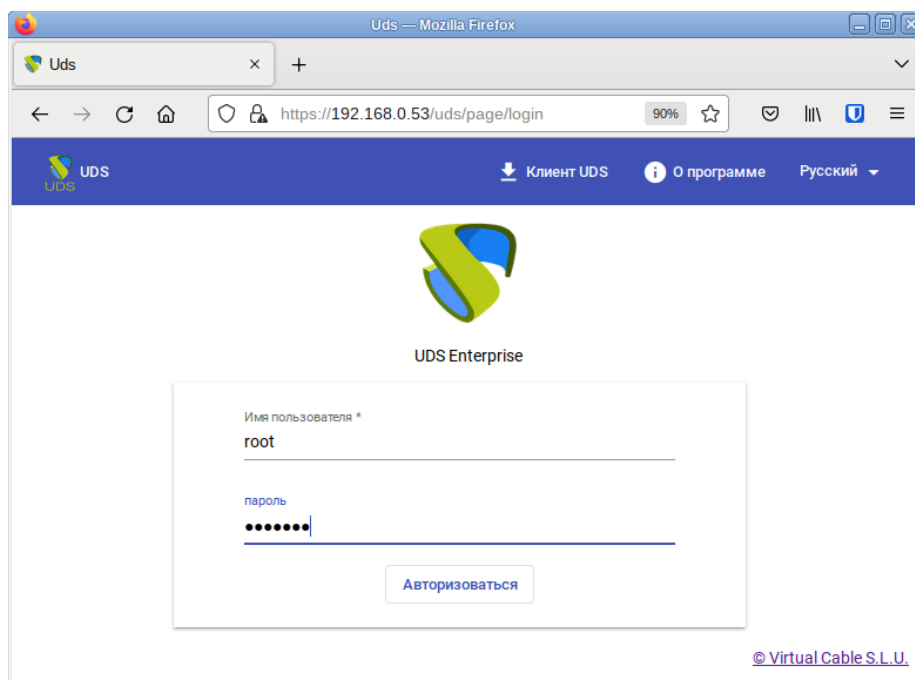 Uds — Mozilla Firefox
Uds
https://192.168.0.53/uds/page/login 90%
UDS UDS Клиент UDS О программе Русский
UDS Enterprise
Имя пользователя *
root
пароль
•••••••
Авторизоваться
© Virtual Cable S.L.U.